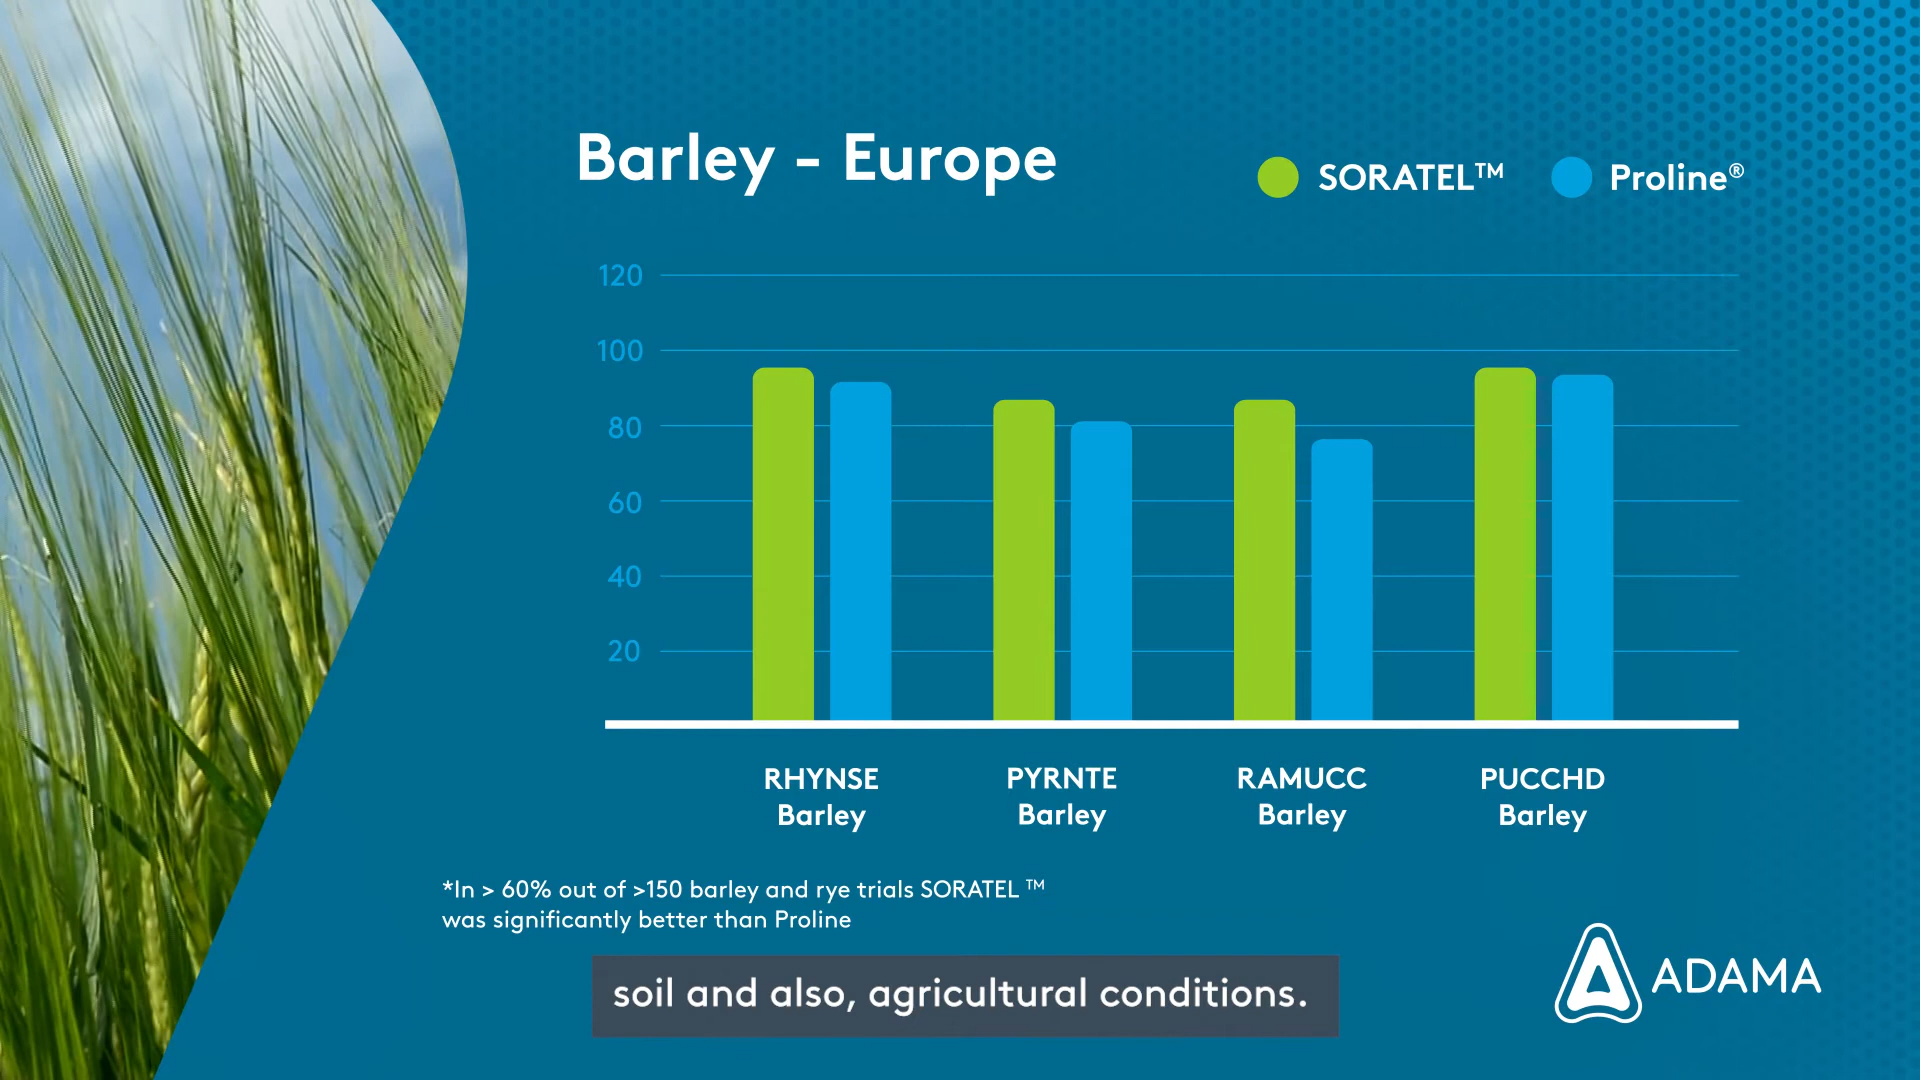 Barley - Europe
SORATEL™
Proline®
120
100
80
60
40
20
RHYNSE
Barley
PYRNTE
Barley
RAMUCC
Barley
PUCCHD
Barley
*In > 60% out of >150 barley and rye trials SORATEL ™
was significantly better than Proline
soil and also, agricultural conditions.
ADAMA